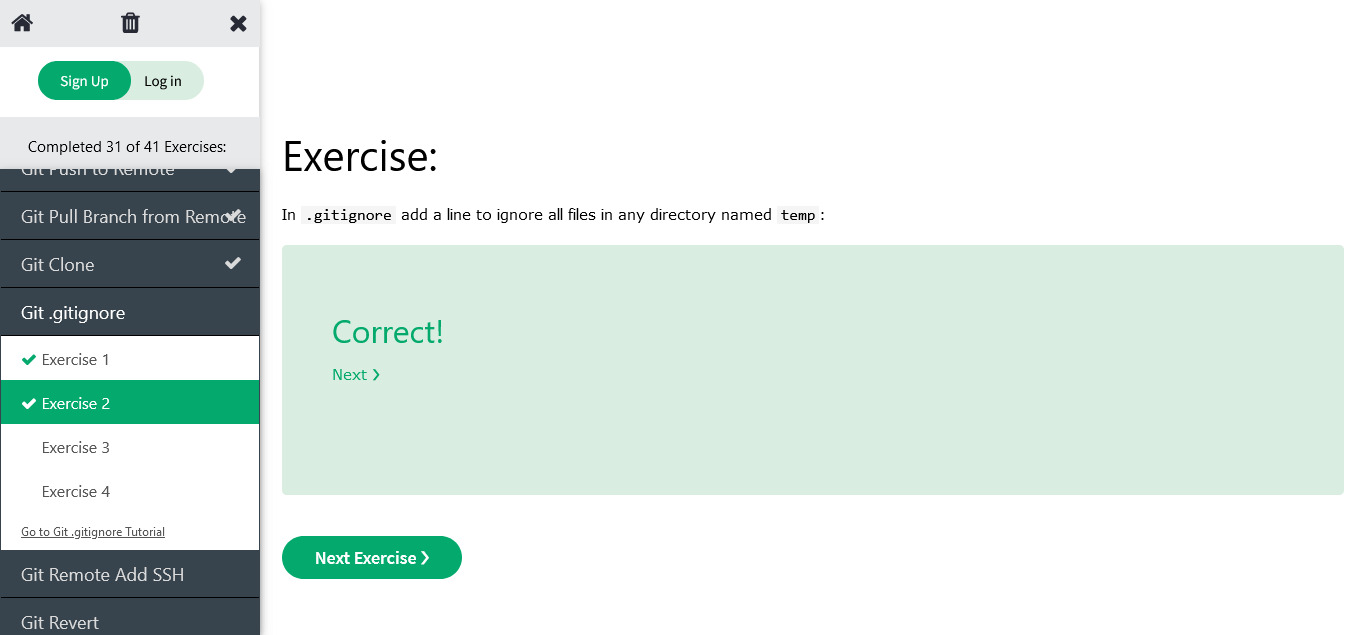 Sign Up
Log in
Completed 31 of 41 Exercises:
Git Push to Remote
Git Pull Branch from Remote
Git Clone
Git .gitignore
Exercise 1
Exercise 2
Exercise 3
Exercise 4
Go to Git .gitignore Tutorial
Git Remote Add SSH
Git Revert
Exercise:
In .gitignore add a line to ignore all files in any directory named temp:
Correct!
Next ❯
Next Exercise ❯